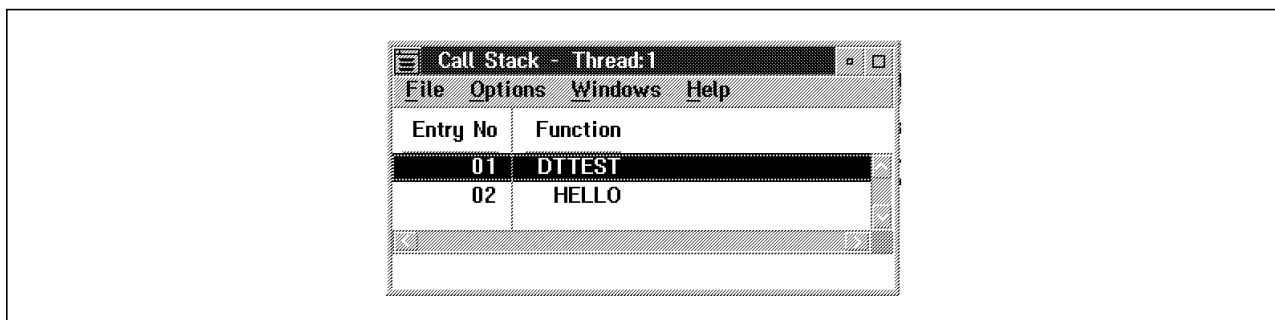 Call Stack - Thread:1
File Options Windows Help
Entry No Function
01 DTTEST
02 HELLO